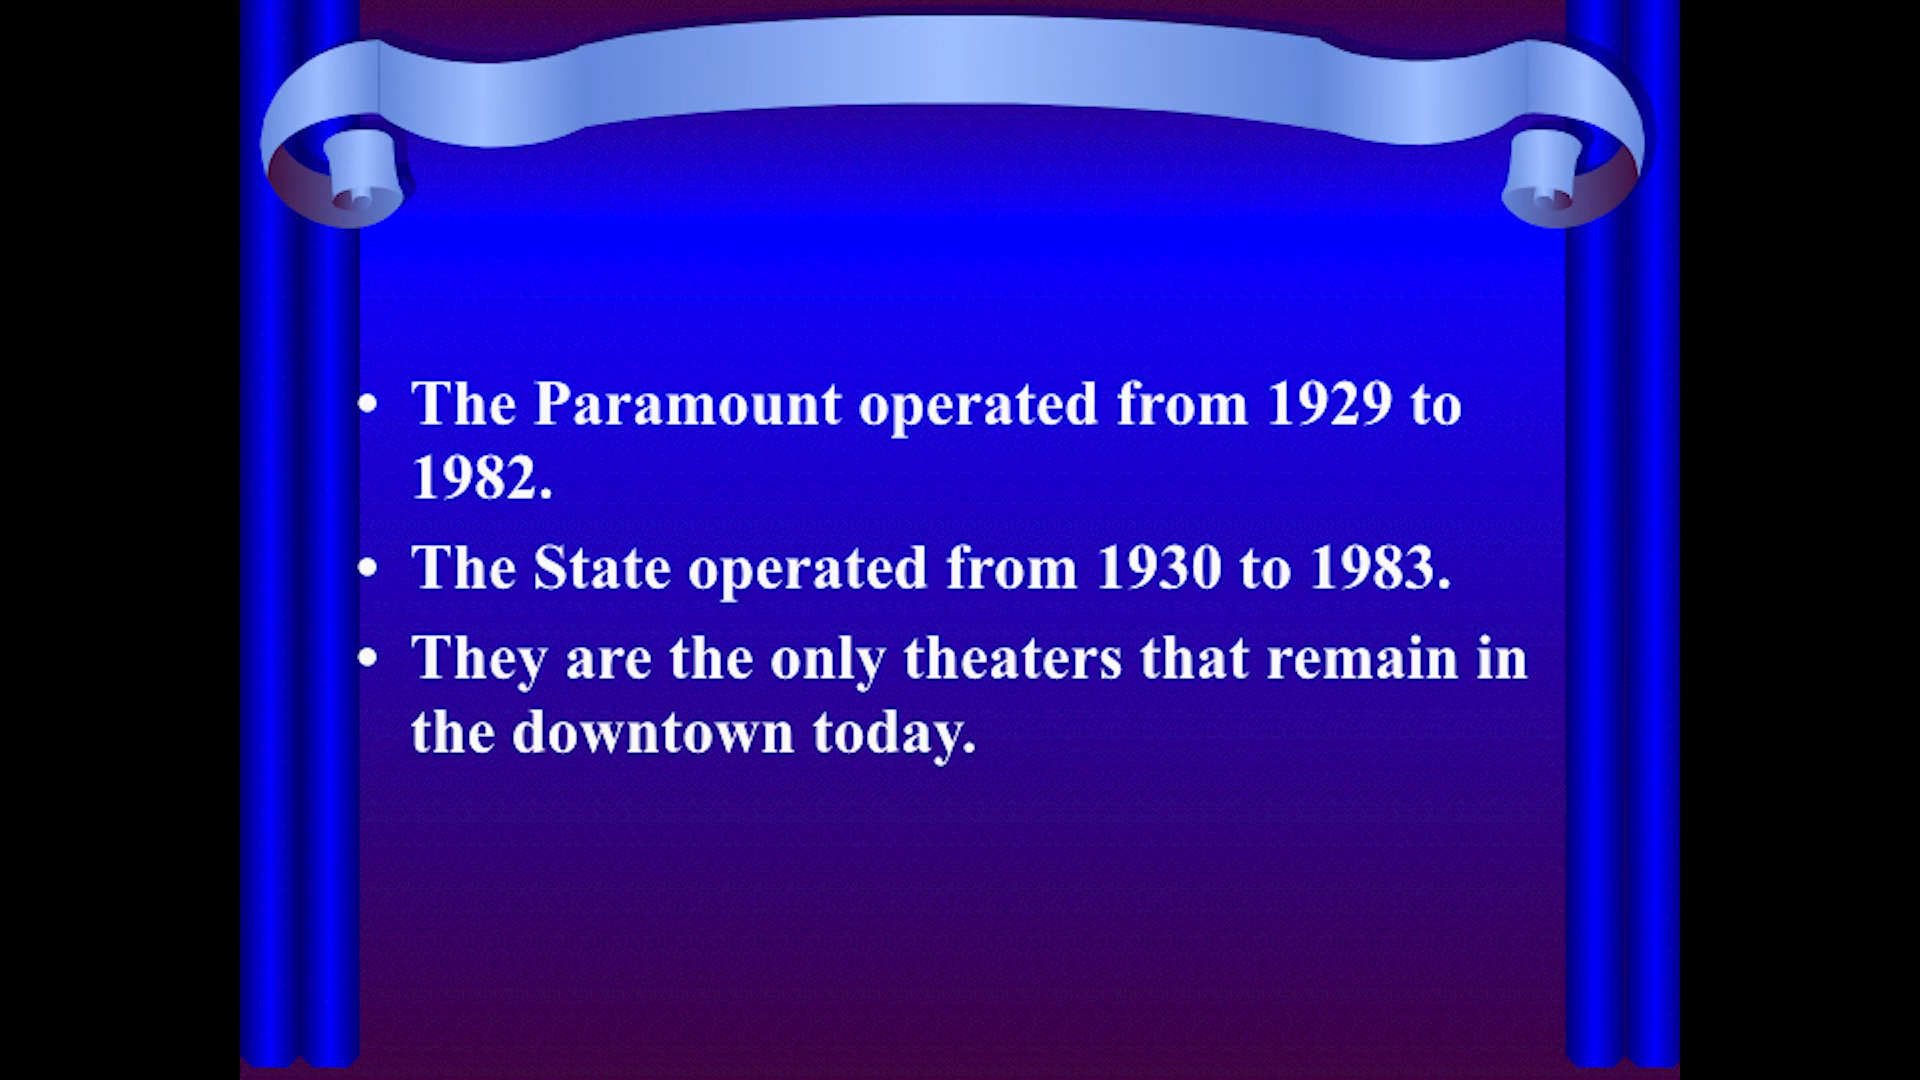 • The Paramount operated from 1929 to
1982.
• The State operated from 1930 to 1983.
• They are the only theaters that remain in
the downtown today.